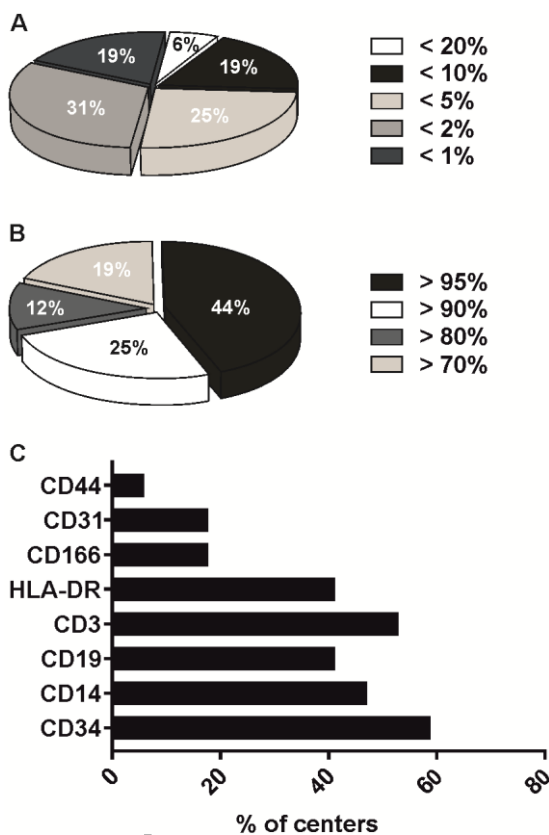 A
6%
19%
19%
31%
25%
< 20%
< 10%
< 5%
< 2%
< 1%
B
19%
12%
44%
25%
> 95%
> 90%
> 80%
> 70%
C
CD44
CD31
CD166
HLA-DR
CD3
CD19
CD14
CD34
0
20
40
60
80
% of centers